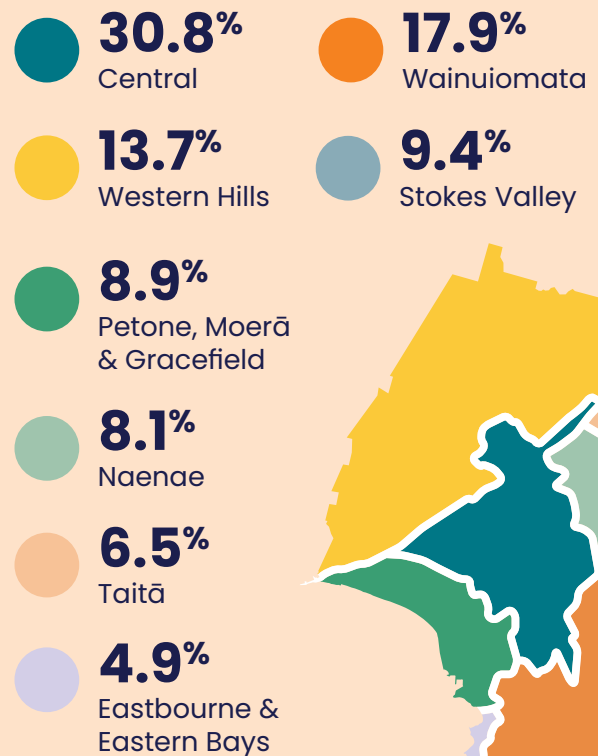 30.8%
Central
17.9%
Wainuiomata
13.7%
Western Hills
9.4%
Stokes Valley
8.9%
Petone, Moerā
& Gracefield
8.1%
Naenae
6.5%
Taitā
4.9%
Eastbourne &
Eastern Bays